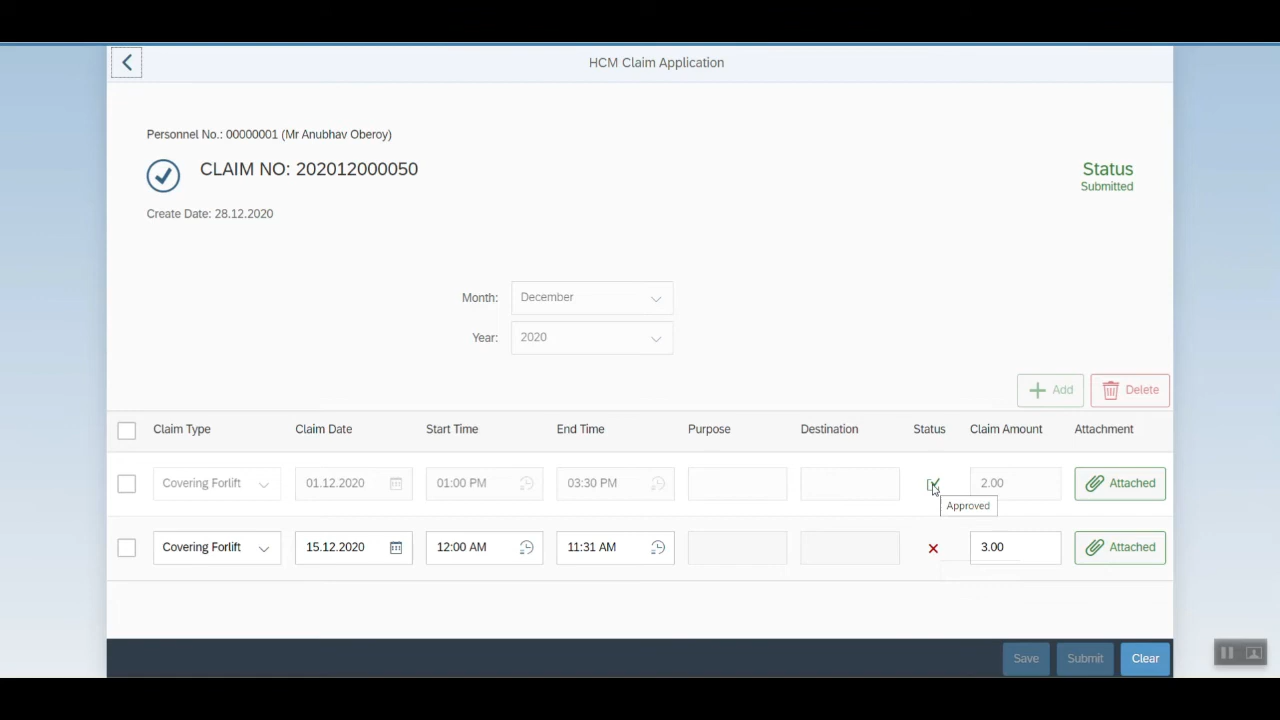 HCM Claim Application
Personnel No.: 00000001 (Mr Anubhav Oberoy)
CLAIM NO: 202012000050
Status
Submitted
Create Date: 28.12.2020
Month: December
Year: 2020
Add Delete
Claim Type Claim Date Start Time End Time Purpose Destination Status Claim Amount Attachment
Covering Forlift 01.12.2020 01:00 PM 03:30 PM 2.00 Attached
Approved
Covering Forlift 15.12.2020 12:00 AM 11:31 AM 3.00 Attached
Save Submit Clear